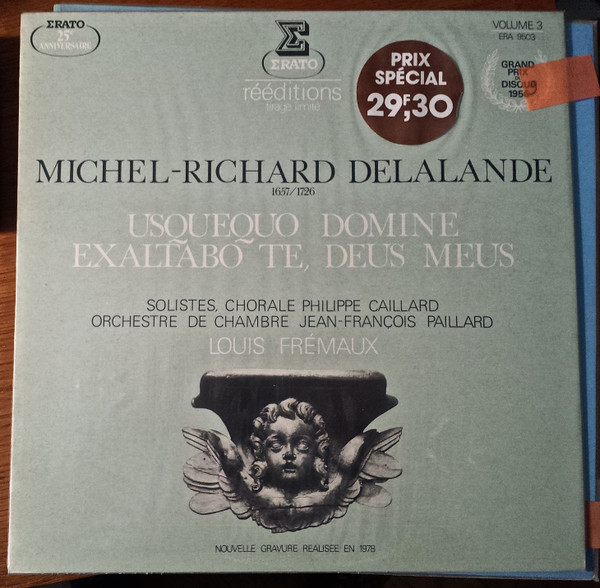 ΣRATO
25e
ANNIVERSAIRE
Σ
ΣRATO
rééditions
tirage limité
PRIX
SPÉCIAL
29F,30
VOLUME 3
ERA 9503
GRAND
PRIX
DISQUE
MICHEL-RICHARD DELALANDE
1657/1726
USQUEQUO DOMINE
EXALTABO TE, DEUS MEUS
SOLISTES, CHORALE PHILIPPE CAILLARD
ORCHESTRE DE CHAMBRE JEAN-FRANÇOIS PAILLARD
LOUIS FRÉMAUX
NOUVELLE GRAVURE REALISEE EN 1978